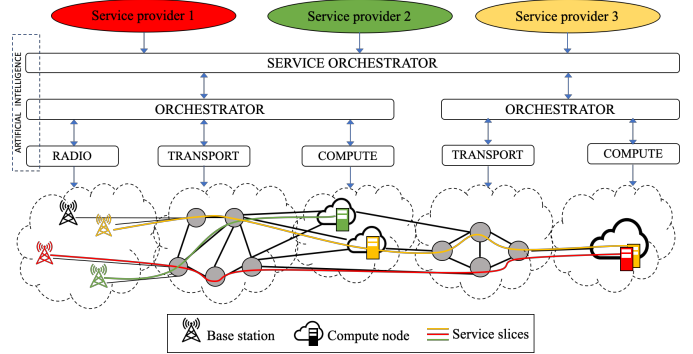 Service provider 1
Service provider 2
Service provider 3
SERVICE ORCHESTRATOR
ARTIFICIAL INTELLIGENCE
ORCHESTRATOR
ORCHESTRATOR
RADIO
TRANSPORT
COMPUTE
TRANSPORT
COMPUTE
Base station
Compute node
Service slices